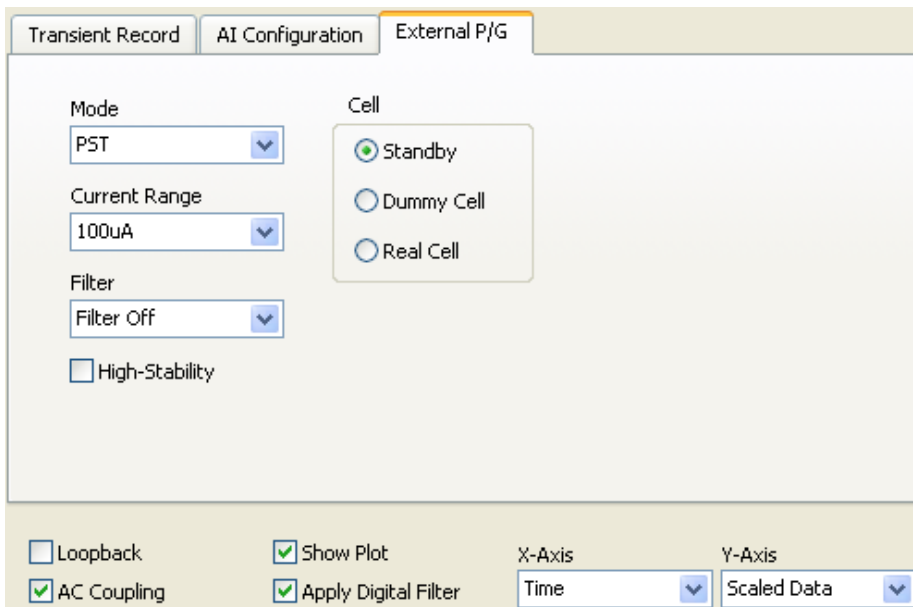 Transient Record
AI Configuration
External P/G
Mode
PST
Current Range
100uA
Filter
Filter Off
High-Stability
Cell
Standby
Dummy Cell
Real Cell
Loopback
AC Coupling
Show Plot
Apply Digital Filter
X-Axis
Time
Y-Axis
Scaled Data